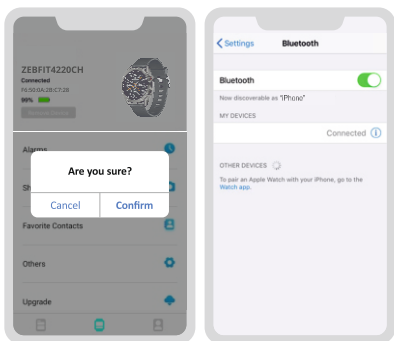 ZEBFIT4220CH
Connected
F6:50:0A:2B:C7:2B
99%
Alarms
Are you sure?
Cancel
Confirm
Favorite Contacts
Others
Upgrade
Settings
Bluetooth
Bluetooth
Now discoverable as "iPhone"
MY DEVICES
Connected
OTHER DEVICES
To pair an Apple Watch with your iPhone, go to the
Watch app.